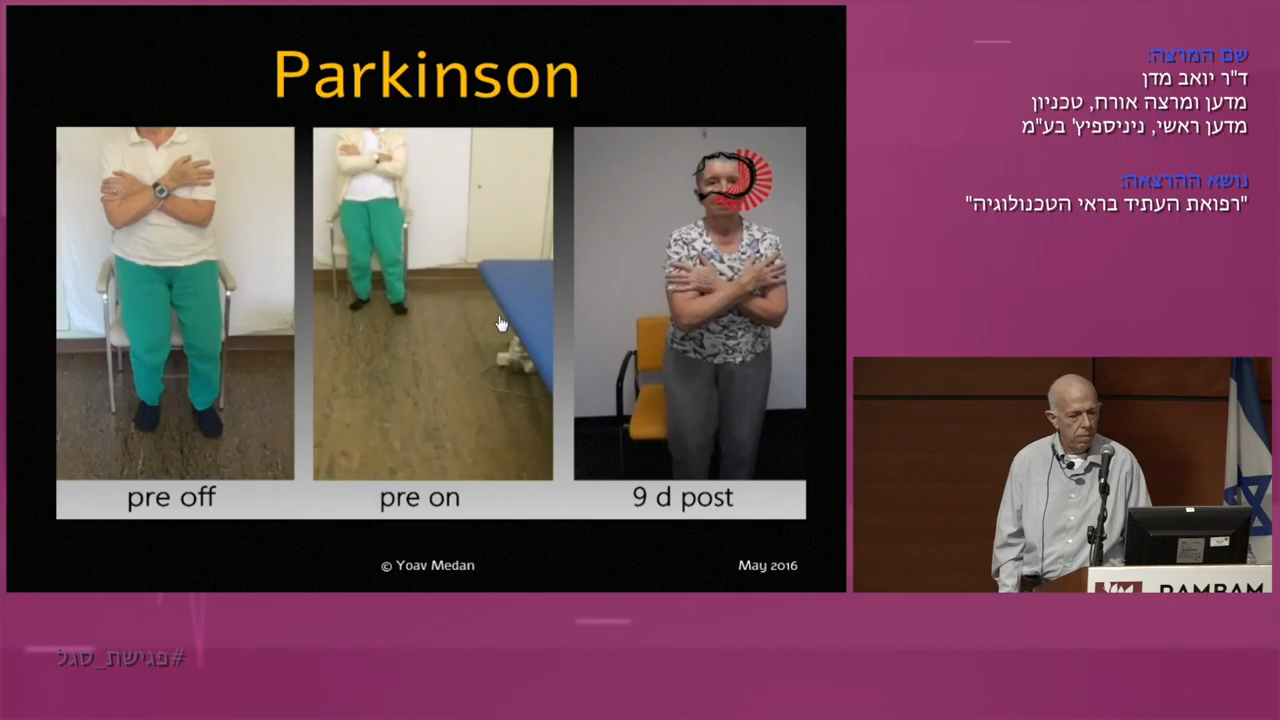 Parkinson
pre off
pre on
9 d post
© Yoav Medan
May 2016
שם המרצה:
ד"ר יואב מדן
מדען ומרצה אורח, טכניון
מדען ראשי, ניניספיץ' בע"מ
נושא ההרצאה:
"רפואת העתיד בראי הטכנולוגיה"
RAMBAM
#פגישת_סגל